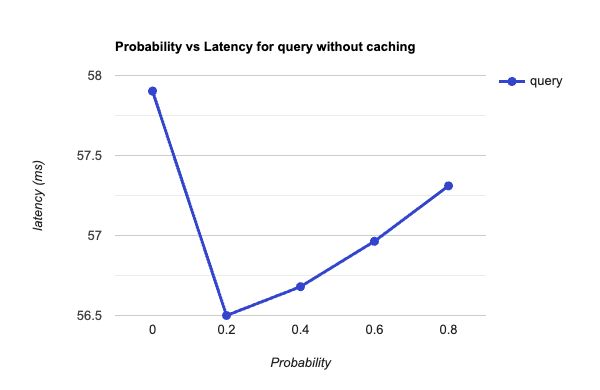 Probability vs Latency for query without caching
query
58
57.5
57
56.5
latency (ms)
0 0.2 0.4 0.6 0.8
Probability